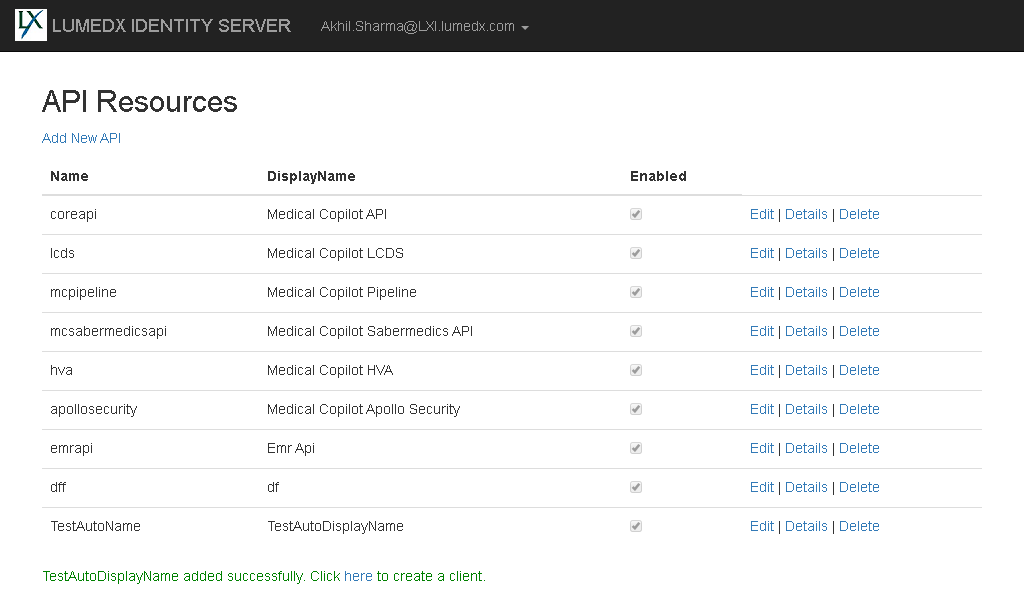 LX LUMEDX IDENTITY SERVER Akhil.Sharma@LXI.lumedx.com
API Resources
Add New API
Name DisplayName Enabled
coreapi Medical Copilot API Edit | Details | Delete
lcds Medical Copilot LCDS Edit | Details | Delete
mcpipeline Medical Copilot Pipeline Edit | Details | Delete
mcsabermedicsapi Medical Copilot Sabermedics API Edit | Details | Delete
hva Medical Copilot HVA Edit | Details | Delete
apollosecurity Medical Copilot Apollo Security Edit | Details | Delete
emrapi Emr Api Edit | Details | Delete
dff df Edit | Details | Delete
TestAutoName TestAutoDisplayName Edit | Details | Delete
TestAutoDisplayName added successfully. Click here to create a client.